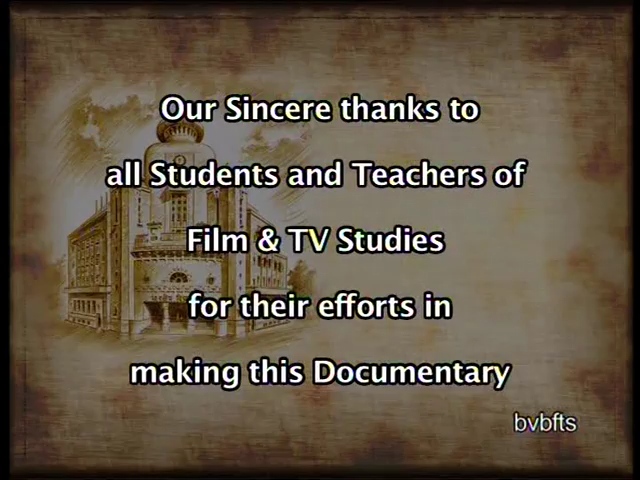 Our Sincere thanks to
all Students and Teachers of
Film & TV Studies
for their efforts in
making this Documentary
bvbfts